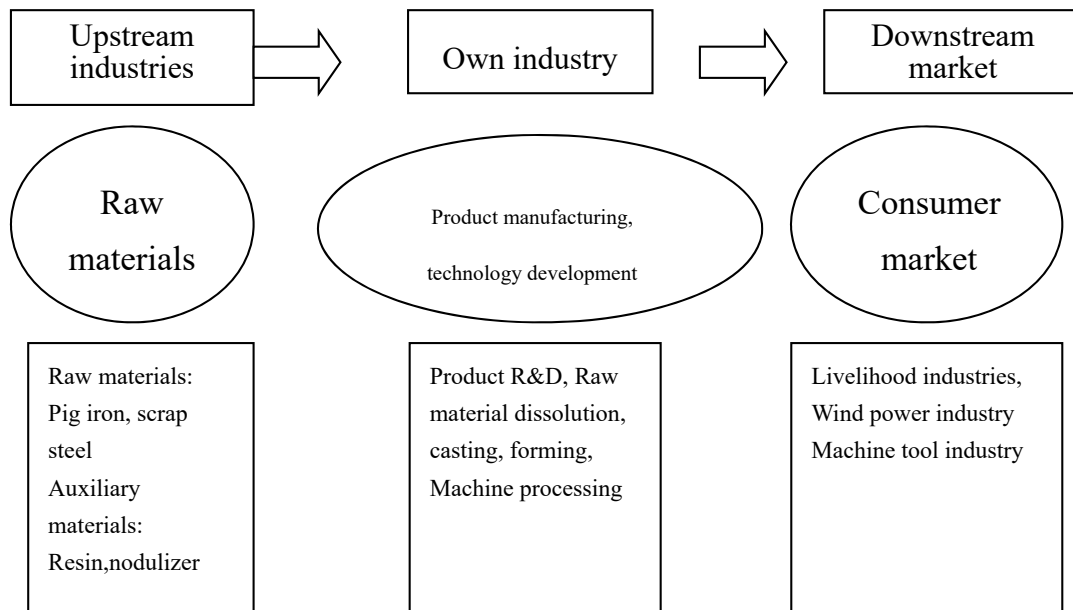 Upstream
industries
Own industry
Downstream
market
Raw
materials
Product manufacturing,
technology development
Consumer
market
Raw materials:
Pig iron, scrap
steel
Auxiliary
materials:
Resin,nodulizer
Product R&D, Raw
material dissolution,
casting, forming,
Machine processing
Livelihood industries,
Wind power industry
Machine tool industry